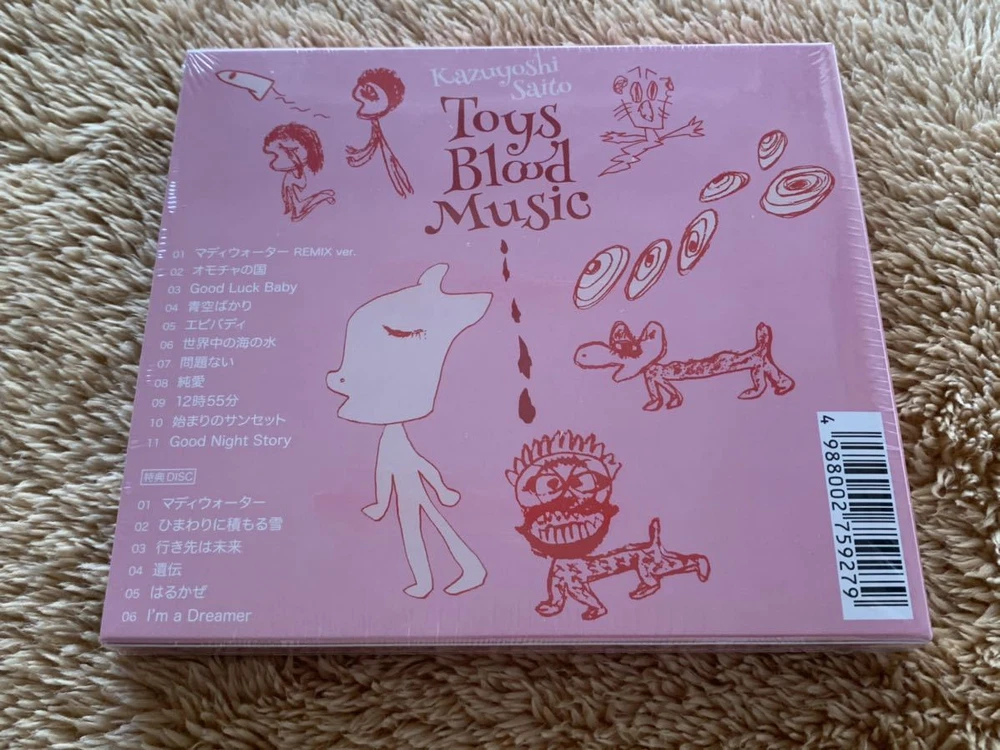 Kazuyoshi
Saito
Toys
Blood
Music
01 マディウォーター REMIX ver.
02 オモチャの国
03 Good Luck Baby
04 青空ばかり
05 エビバディ
06 世界中の海の水
07 問題ない
08 純愛
09 12時55分
10 始まりのサンセット
11 Good Night Story
特典DISC
01 マディウォーター
02 ひまわりに積もる雪
03 行き先は未来
04 遺伝
05 はるかぜ
06 I'm a Dreamer
4 988002 759279